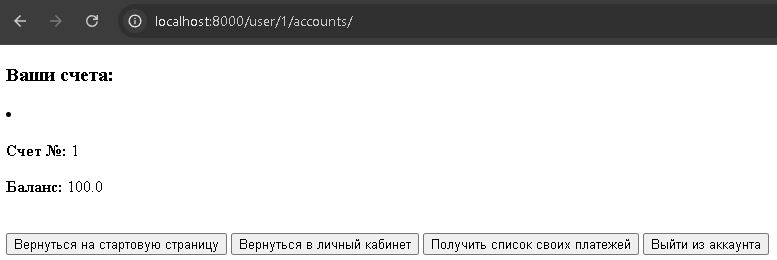 localhost:8000/user/1/accounts/
Ваши счета:
•
Счет №: 1
Баланс: 100.0
Вернуться на стартовую страницу Вернуться в личный кабинет Получить список своих платежей Выйти из аккаунта